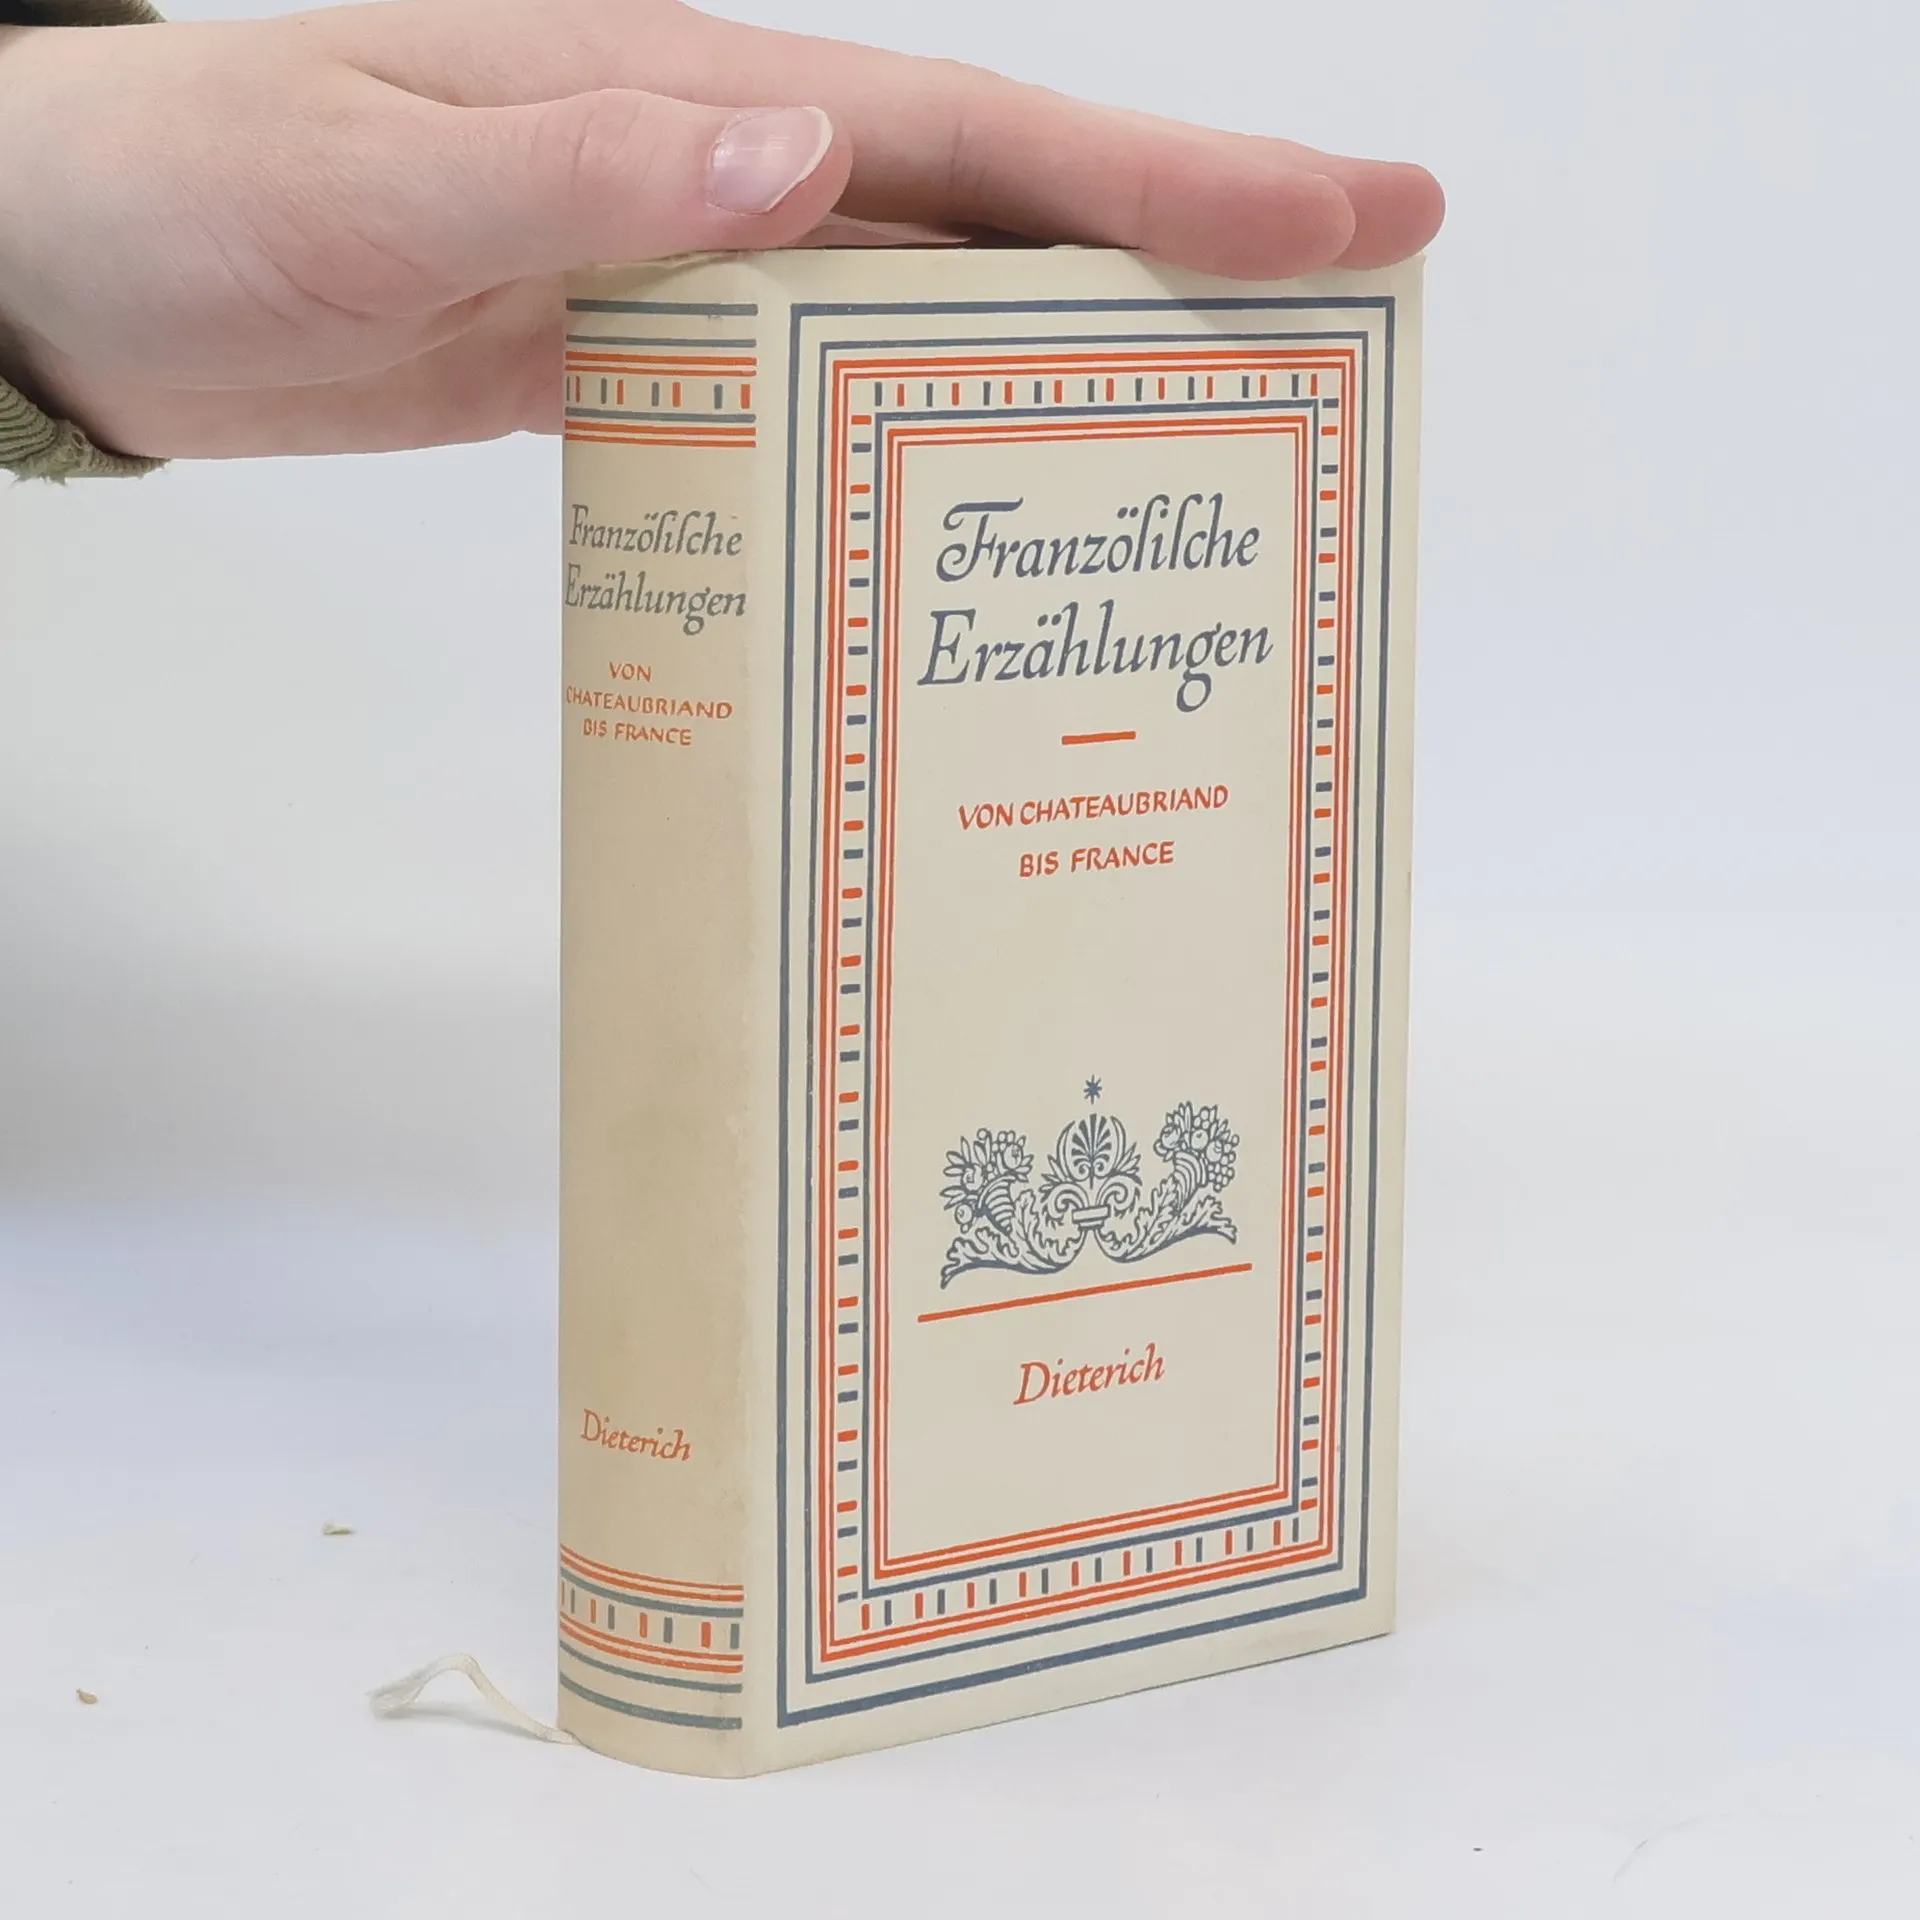 Franzöſiſche
Erzählungen
VON
CHATEAUBRIAND
BIS FRANCE
Dieterich
Franzöſiſche
Erzählungen
VON CHATEAUBRIAND
BIS FRANCE
Dieterich